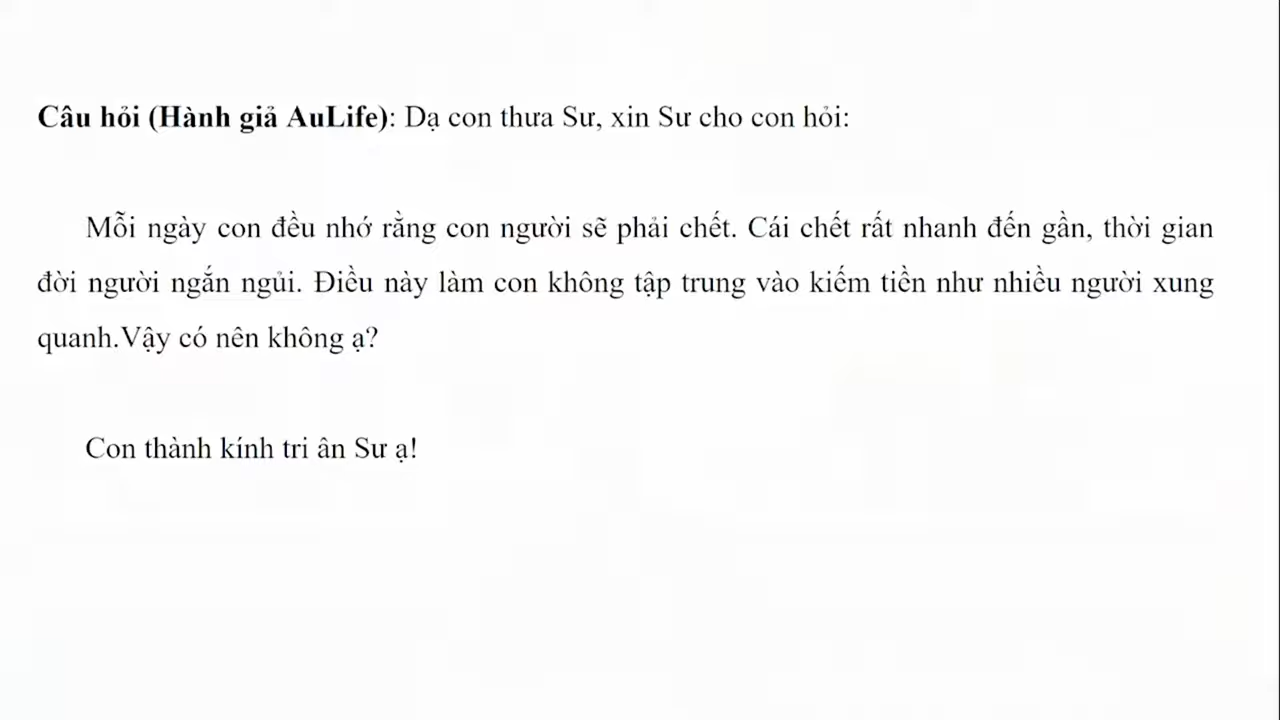 Câu hỏi (Hành giả AuLife): Dạ con thưa Sư, xin Sư cho con hỏi:
Mỗi ngày con đều nhớ rằng con người sẽ phải chết. Cái chết rất nhanh đến gần, thời gian
đời người ngắn ngủi. Điều này làm con không tập trung vào kiếm tiền như nhiều người xung
quanh.Vậy có nên không ạ?
Con thành kính tri ân Sư ạ!